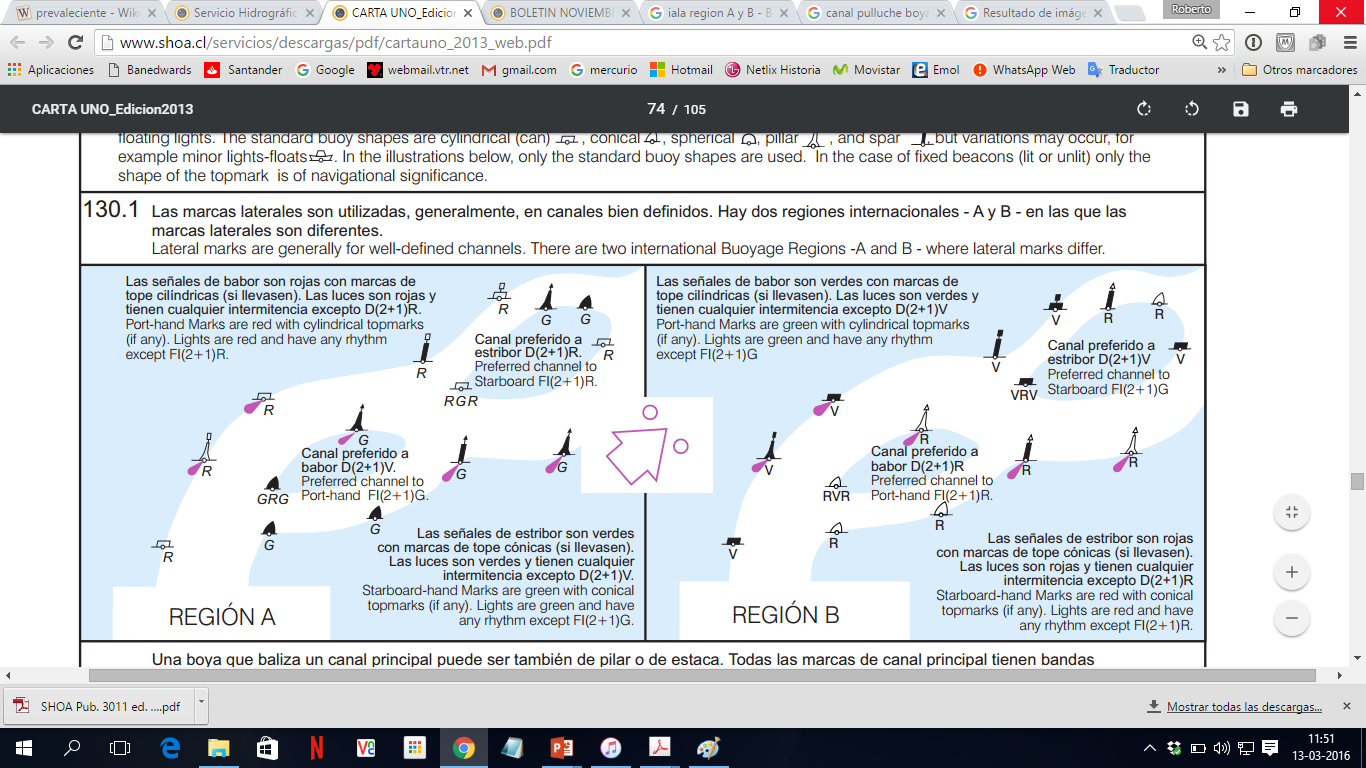 Roberto
prevaleciente - Wiki
Servicio Hidrográfic
CARTA UNO_Edicion
BOLETIN NOVIEMB
iala region A y B - B
canal pulluche boya
Resultado de imáge
www.shoa.cl/servicios/descargas/pdf/cartauno_2013_web.pdf
Aplicaciones
Banedwards
Santander
Google
webmail.vtr.net
gmail.com
mercurio
Hotmail
Netlix Historia
Movistar
Emol
WhatsApp Web
Traductor
»
Otros marcadores
CARTA UNO_Edicion2013
74 / 105
floating lights. The standard buoy shapes are cylindrical (can) , conical , spherical , pillar , and spar but variations may occur, for
example minor lights-floats . In the illustrations below, only the standard buoy shapes are used. In the case of fixed beacons (lit or unlit) only the
shape of the topmark is of navigational significance.
130.1 Las marcas laterales son utilizadas, generalmente, en canales bien definidos. Hay dos regiones internacionales - A y B - en las que las
marcas laterales son diferentes.
Lateral marks are generally for well-defined channels. There are two international Buoyage Regions -A and B - where lateral marks differ.
Las señales de babor son rojas con marcas de
tope cilíndricas (si llevasen). Las luces son rojas y
tienen cualquier intermitencia excepto D(2+1)R.
Port-hand Marks are red with cylindrical topmarks
(if any). Lights are red and have any rhythm
except Fl(2+1)R.
R
G
G
Canal preferido a
estribor D(2+1)R.
Preferred channel to
Starboard Fl(2+1)R.
R
R
RGR
R
G
R
Canal preferido a
babor D(2+1)V.
Preferred channel to
Port-hand Fl(2+1)G.
G
G
GRG
G
G
R
Las señales de estribor son verdes
con marcas de tope cónicas (si llevasen).
Las luces son verdes y tienen cualquier
intermitencia excepto D(2+1)V.
Starboard-hand Marks are green with conical
topmarks (if any). Lights are green and have
any rhythm except Fl(2+1)G.
REGIÓN A
Las señales de babor son verdes con marcas de
tope cilíndricas (si llevasen). Las luces son verdes y
tienen cualquier intermitencia excepto D(2+1)V
Port-hand Marks are green with cylindrical topmarks
(if any). Lights are green and have any rhythm
except Fl(2+1)G
V
R
R
Canal preferido a
estribor D(2+1)V
Preferred channel to
Starboard Fl(2+1)G
V
V
VRV
V
R
V
Canal preferido a
babor D(2+1)R
Preferred channel to
Port-hand Fl(2+1)R.
R
R
RVR
R
R
V
Las señales de estribor son rojas
con marcas de tope cónicas (si llevasen).
Las luces son rojas y tienen cualquier
intermitencia excepto D(2+1)R
Starboard-hand Marks are red with conical
topmarks (if any). Lights are red and have
any rhythm except Fl(2+1)R.
REGIÓN B
Una boya que baliza un canal principal puede ser también de pilar o de estaca. Todas las marcas de canal principal tienen bandas
SHOA Pub. 3011 ed. ....pdf
Mostrar todas las descargas...
11:51
13-03-2016